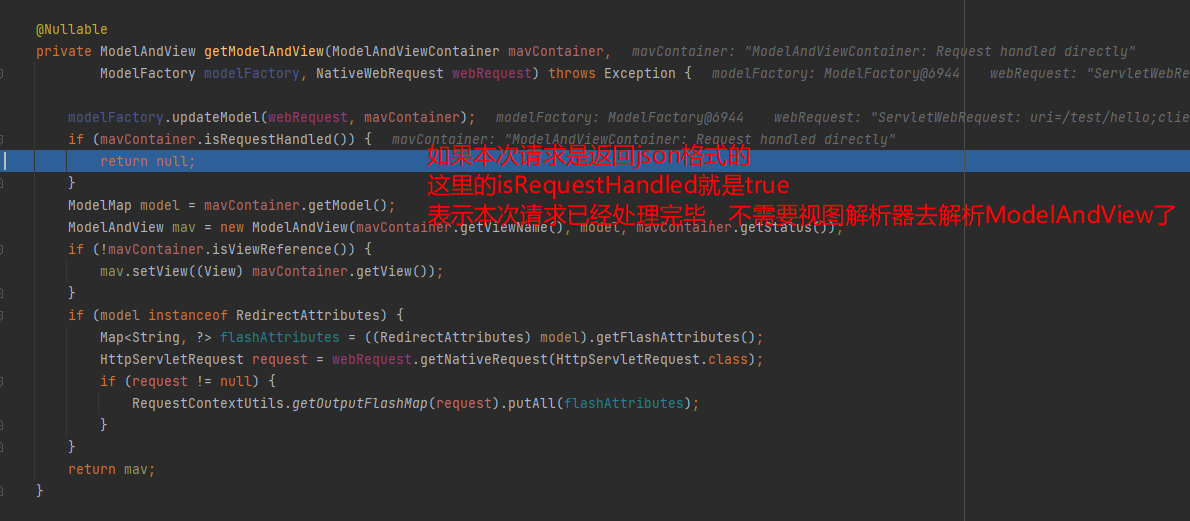 @Nullable
private ModelAndView getModelAndView(ModelAndViewContainer mavContainer,  mavContainer: "ModelAndViewContainer: Request handled directly"
ModelFactory modelFactory, NativeWebRequest webRequest) throws Exception {  modelFactory: ModelFactory@6944  webRequest: "ServletWebRe
modelFactory.updateModel(webRequest, mavContainer);  modelFactory: ModelFactory@6944  webRequest: "ServletWebRequest: uri=/test/hello;clie
if (mavContainer.isRequestHandled()) {  mavContainer: "ModelAndViewContainer: Request handled directly"
return null;
如果本次请求是返回json格式的
}
这里的isRequestHandled就是true
ModelMap model = mavContainer.getModel();
表示本次请求已经处理完毕，不需要视图解析器去解析ModelAndView了
ModelAndView mav = new ModelAndView(mavContainer.getViewName(), model, mavContainer.getStatus());
if (!mavContainer.isViewReference()) {
mav.setView((View) mavContainer.getView());
}
if (model instanceof RedirectAttributes) {
Map<String, ?> flashAttributes = ((RedirectAttributes) model).getFlashAttributes();
HttpServletRequest request = webRequest.getNativeRequest(HttpServletRequest.class);
if (request != null) {
RequestContextUtils.getOutputFlashMap(request).putAll(flashAttributes);
}
}
return mav;
}